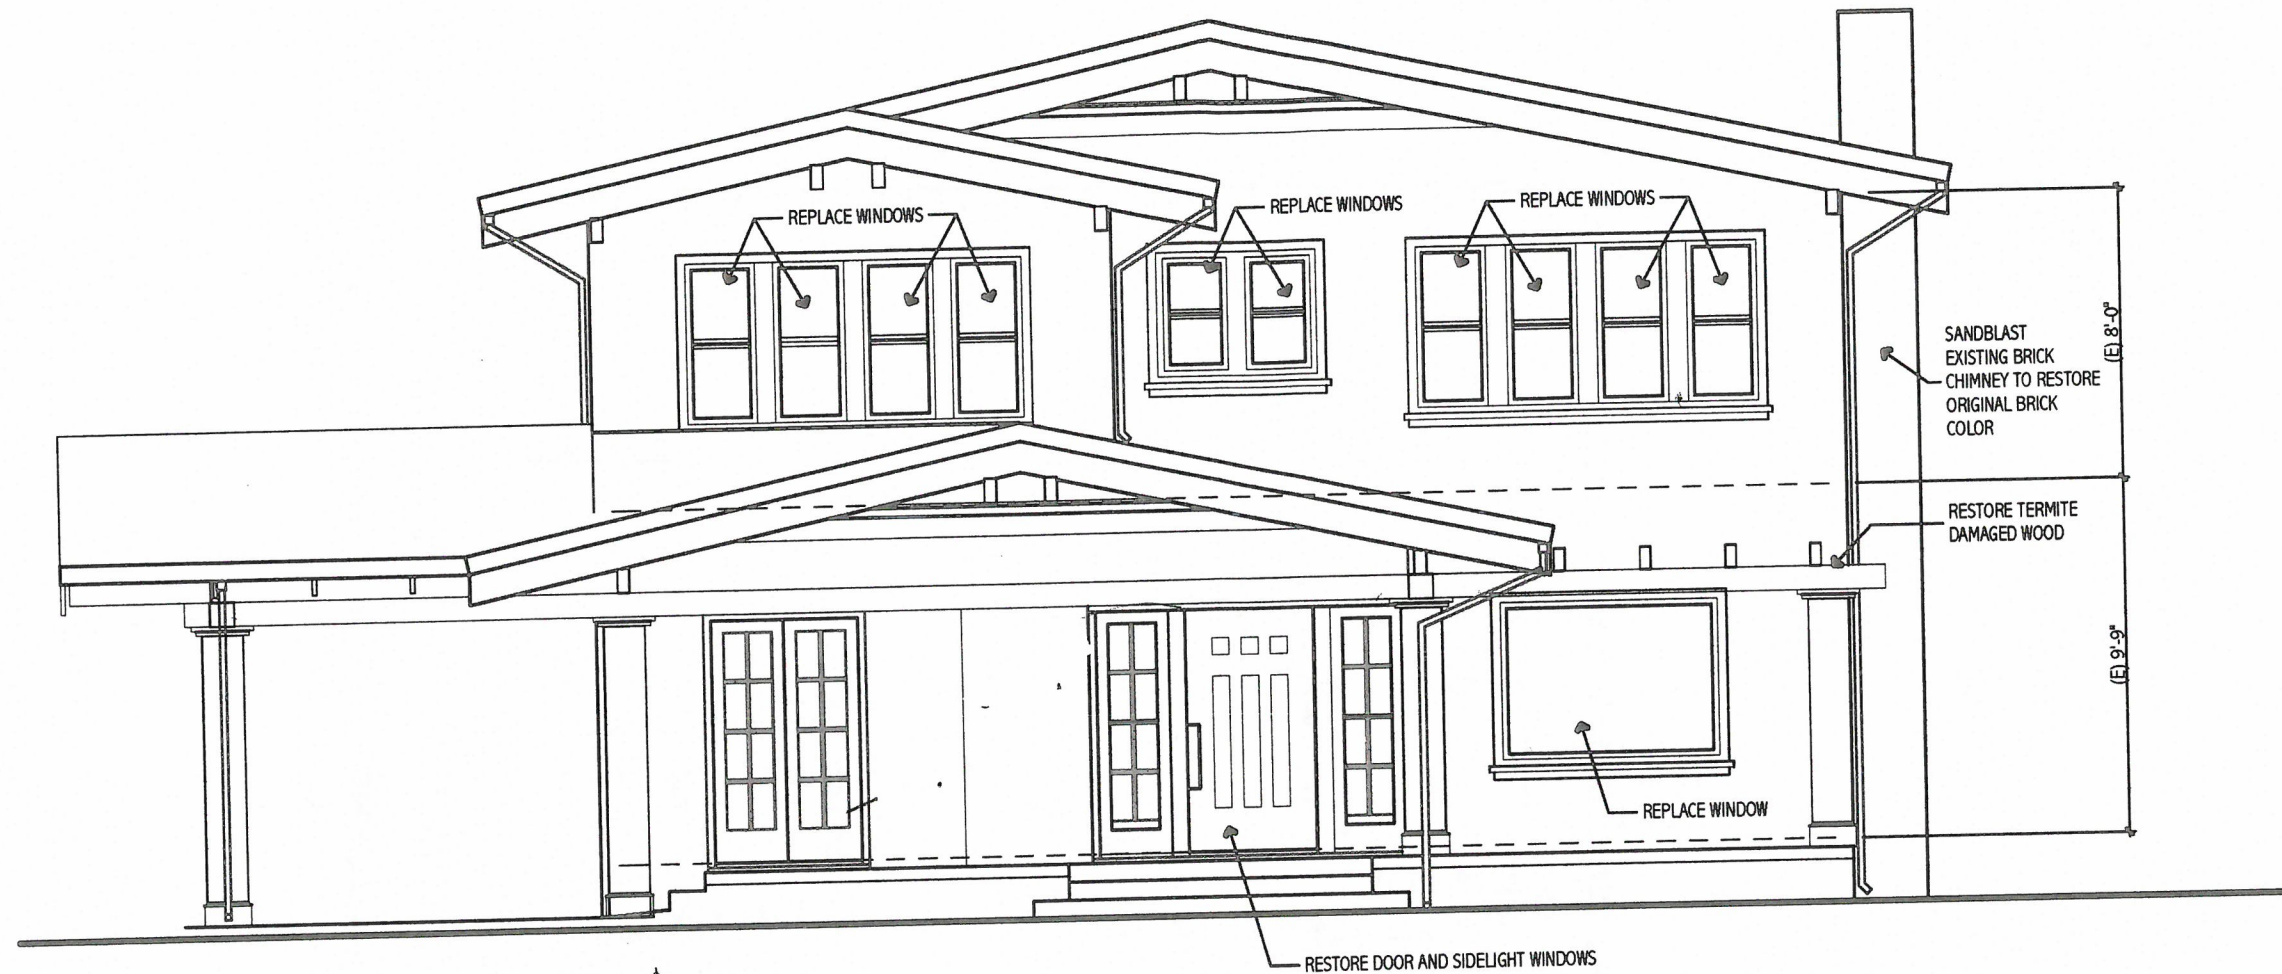 REPLACE WINDOWS
REPLACE WINDOWS
REPLACE WINDOWS
(E) 8'-0"
SANDBLAST
EXISTING BRICK
CHIMNEY TO RESTORE
ORIGINAL BRICK
COLOR
RESTORE TERMITE
DAMAGED WOOD
(E) 9'-9"
REPLACE WINDOW
RESTORE DOOR AND SIDELIGHT WINDOWS